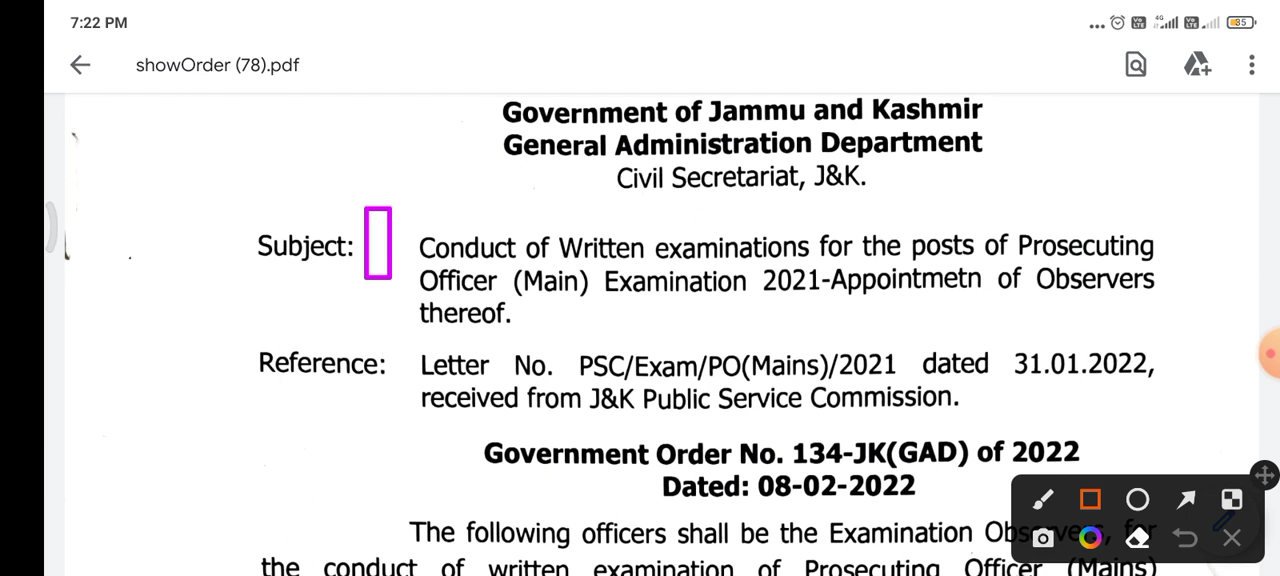 7:22 PM
4G
35
showOrder (78).pdf
Government of Jammu and Kashmir
General Administration Department
Civil Secretariat, J&K.
Subject: Conduct of Written examinations for the posts of Prosecuting
Officer (Main) Examination 2021-Appointmetn of Observers
thereof.
Reference: Letter No. PSC/Exam/PO(Mains)/2021 dated 31.01.2022,
received from J&K Public Service Commission.
Government Order No. 134-JK(GAD) of 2022
Dated: 08-02-2022
The following officers shall be the Examination Observers, for
the conduct of written examination of Prosecuting Officer (Mains)